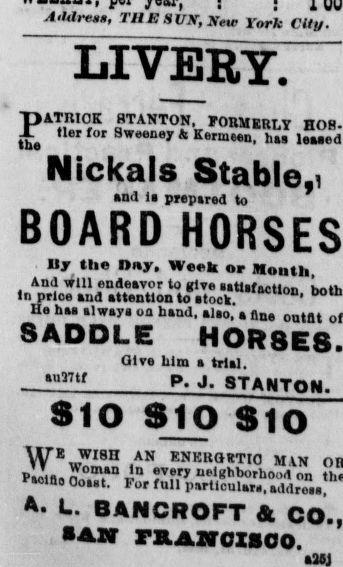 Address, THE SUN, New York City.
LIVERY.
PATRICK STANTON, FORMERLY HOS-
tler for Sweeney & Kermeen, has leased
the
Nickals Stable,
and is prepared to
BOARD HORSES
By the Day, Week or Month,
And will endeavor to give satisfaction, both
in price and attention to stock.
He has always on hand, also, a fine outfit of
SADDLE HORSES.
Give him a trial.
au27tf P. J. STANTON.
$10 $10 $10
WE WISH AN ENERGETIC MAN OR
Woman in every neighborhood on the
Pacific Coast. For full particulars, address,
A. L. BANCROFT & CO.,
SAN FRANCISCO.
a25j